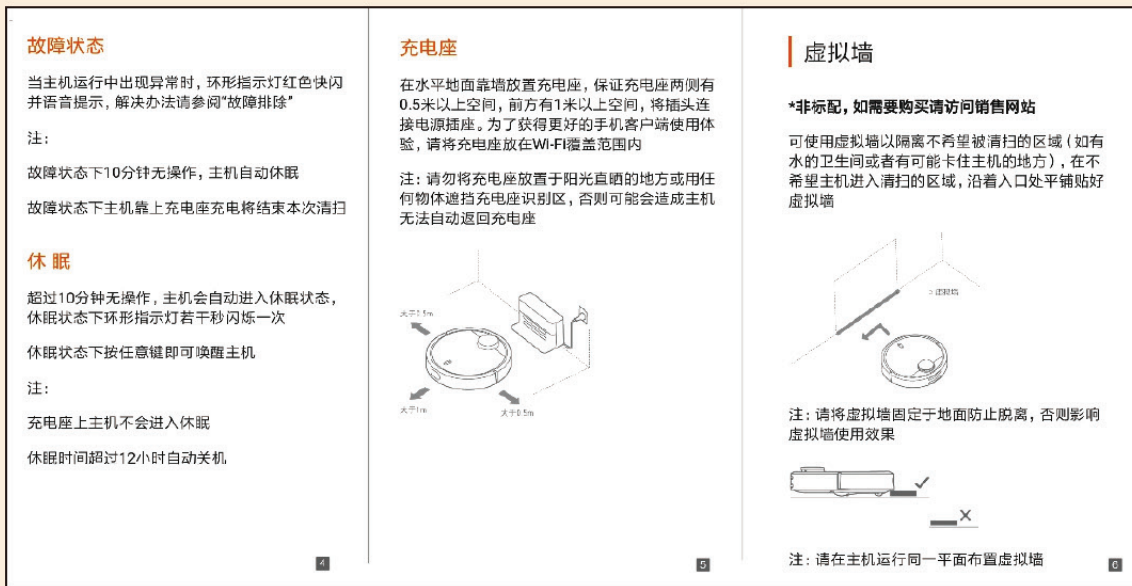 故障状态
当主机运行中出现异常时，环形指示灯红色快闪
并语音提示，解决办法请参阅“故障排除”
注：
故障状态下10分钟无操作，主机自动休眠
故障状态下主机靠上充电座充电将结束本次清扫
休眠
超过10分钟无操作，主机会自动进入休眠状态，
休眠状态下环形指示灯若干秒闪烁一次
休眠状态下按任意键即可唤醒主机
注：
充电座上主机不会进入休眠
休眠时间超过12小时自动关机
4
充电座
在水平地面靠墙放置充电座，保证充电座两侧有
0.5米以上空间，前方有1米以上空间，将插头连
接电源插座。为了获得更好的手机客户端使用体
验，请将充电座放在Wi-Fi覆盖范围内
注：请勿将充电座放置于阳光直晒的地方或用任
何物体遮挡充电座识别区，否则可能会造成主机
无法自动返回充电座
大于0.5m
大于1m
大于0.5m
5
虚拟墙
*非标配，如需要购买请访问销售网站
可使用虚拟墙以隔离不希望被清扫的区域（如有
水的卫生间或者有可能卡住主机的地方），在不
希望主机进入清扫的区域，沿着入口处平铺贴好
虚拟墙
虚拟墙
注：请将虚拟墙固定于地面防止脱离，否则影响
虚拟墙使用效果
注：请在主机运行同一平面布置虚拟墙
6